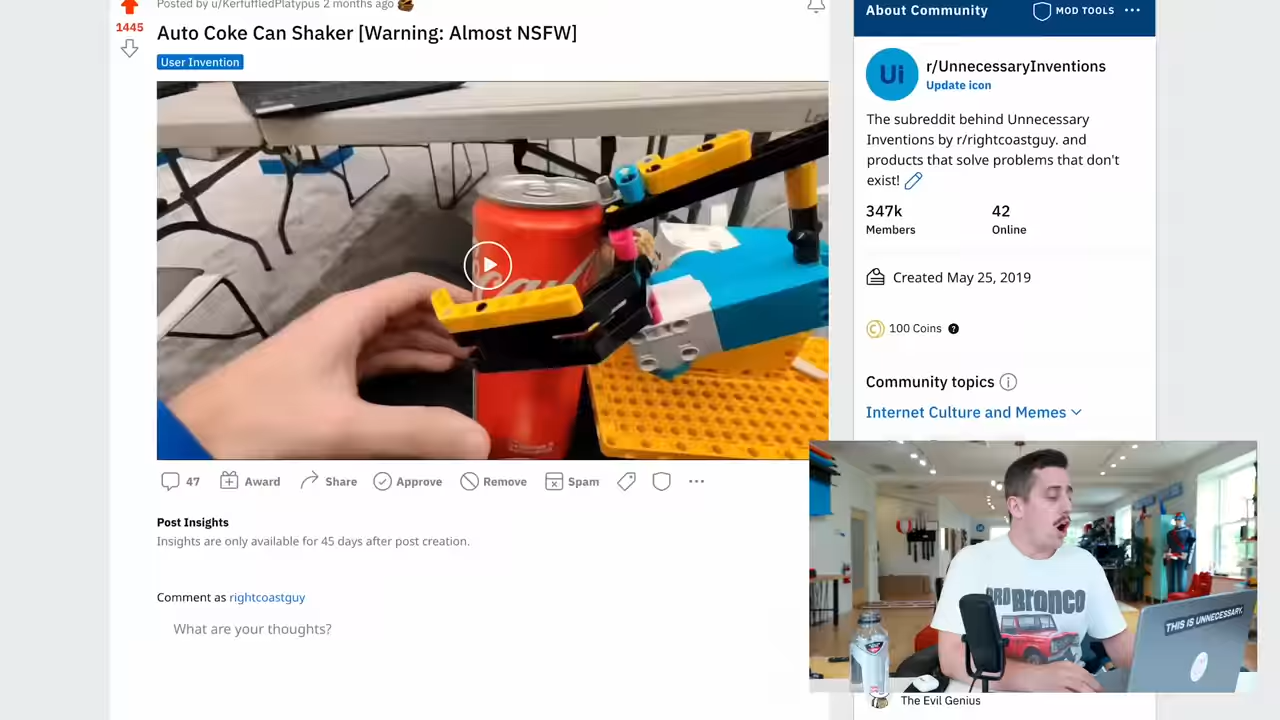 Posted by u/KerfuffledPlatypus 2 months ago
1445
Auto Coke Can Shaker [Warning: Almost NSFW]
User Invention
47
Award
Share
Approve
Remove
Spam
Post Insights
Insights are only available for 45 days after post creation.
Comment as rightcoastguy
What are your thoughts?
About Community
MOD TOOLS
Ui
r/UnnecessaryInventions
Update icon
The subreddit behind Unnecessary
Inventions by r/rightcoastguy. and
products that solve problems that don't
exist!
347k
Members
42
Online
Created May 25, 2019
100 Coins
Community topics
Internet Culture and Memes
BRONCO
THIS IS UNNECESSARY.
The Evil Genius